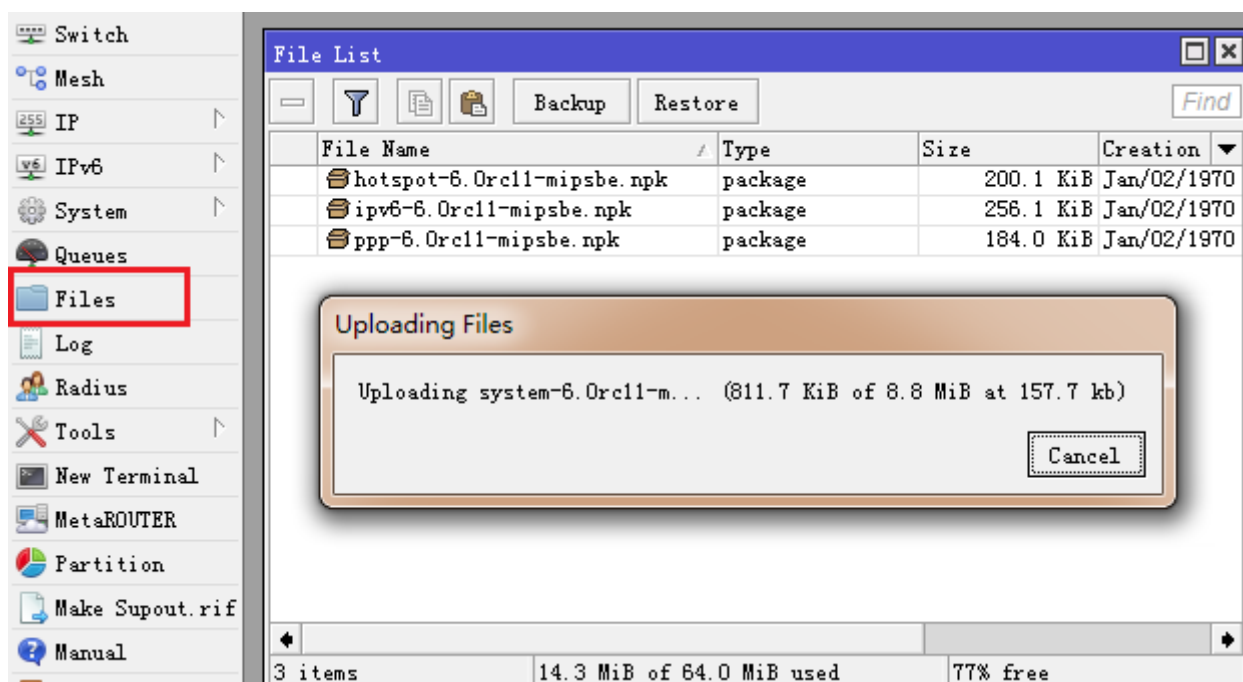 Switch
Mesh
IP
IPv6
System
Queues
Files
Log
Radius
Tools
New Terminal
MetaROUTER
Partition
Make Supout.rif
Manual
File List
Backup Restore Find
File Name Type Size Creation
hotspot-6.0rc11-mipsbe.npk package 200.1 KiB Jan/02/1970
ipv6-6.0rc11-mipsbe.npk package 256.1 KiB Jan/02/1970
ppp-6.0rc11-mipsbe.npk package 184.0 KiB Jan/02/1970
Uploading Files
Uploading system-6.0rc11-m... (811.7 KiB of 8.8 MiB at 157.7 kb)
Cancel
3 items 14.3 MiB of 64.0 MiB used 77% free